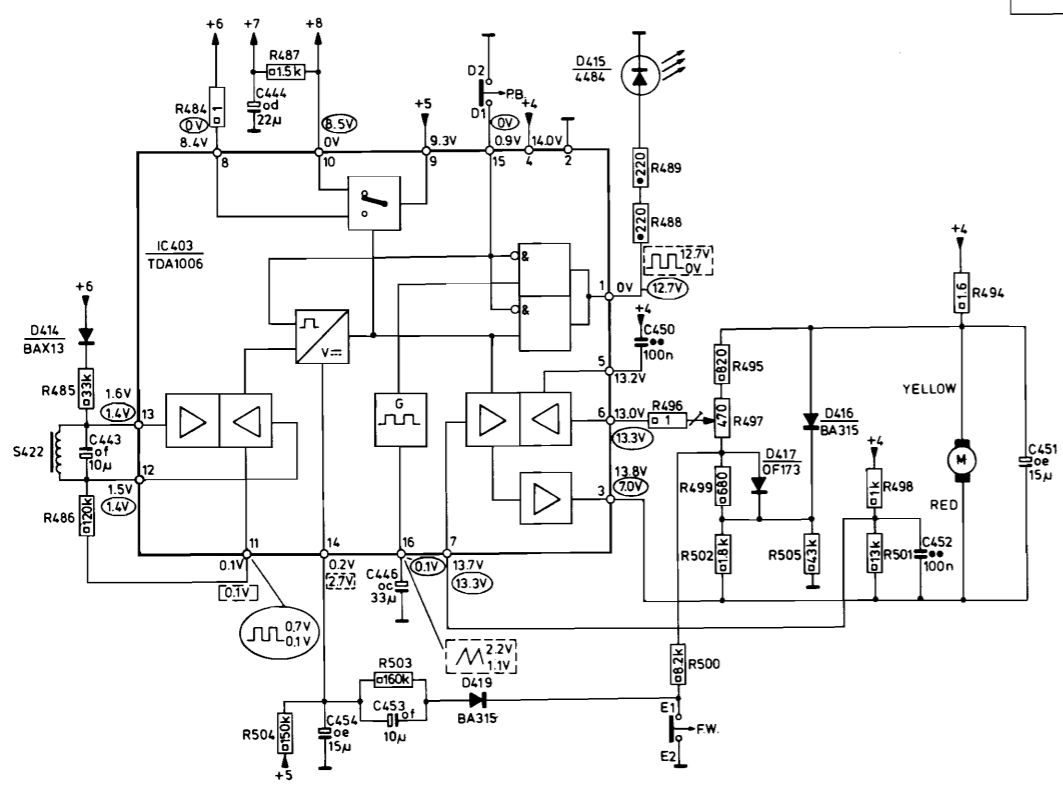 +6
+7
+8
R487
1.5k
D2
P.B.
D1
D415
4484
R484
1
C444
od
22µ
0V
8.4V
8.5V
0V
+5
9.3V
0V
0.9V
+4
14.0V
8
10
9
15
4
2
220
R489
220
R488
IC403
TDA1006
&
&
12.7V
0V
1
0V
12.7V
+4
R494
1.6
+6
D414
BAX13
V
+4
C450
100n
5
13.2V
R495
820
YELLOW
R485
33k
1.6V
1.4V
13
G
6
13.0V
R496
1
470
R497
D416
BA315
13.3V
S422
C443
of
10µ
12
D417
OF173
+4
M
C451
oe
15µ
1.5V
1.4V
R486
120k
13.8V
7.0V
3
R499
680
1k
R498
RED
R502
1.8k
R505
43k
13k
R501
C452
100n
11
14
16
7
0.1V
0.2V
0.1V
13.7V
0.1V
2.7V
C446
oc
33µ
13.3V
0,7V
0.1V
2.2V
1.1V
R503
160k
D419
BA315
8.2k
R500
R504
150k
C454
oe
15µ
C453
of
10µ
E1
F.W.
E2
+5